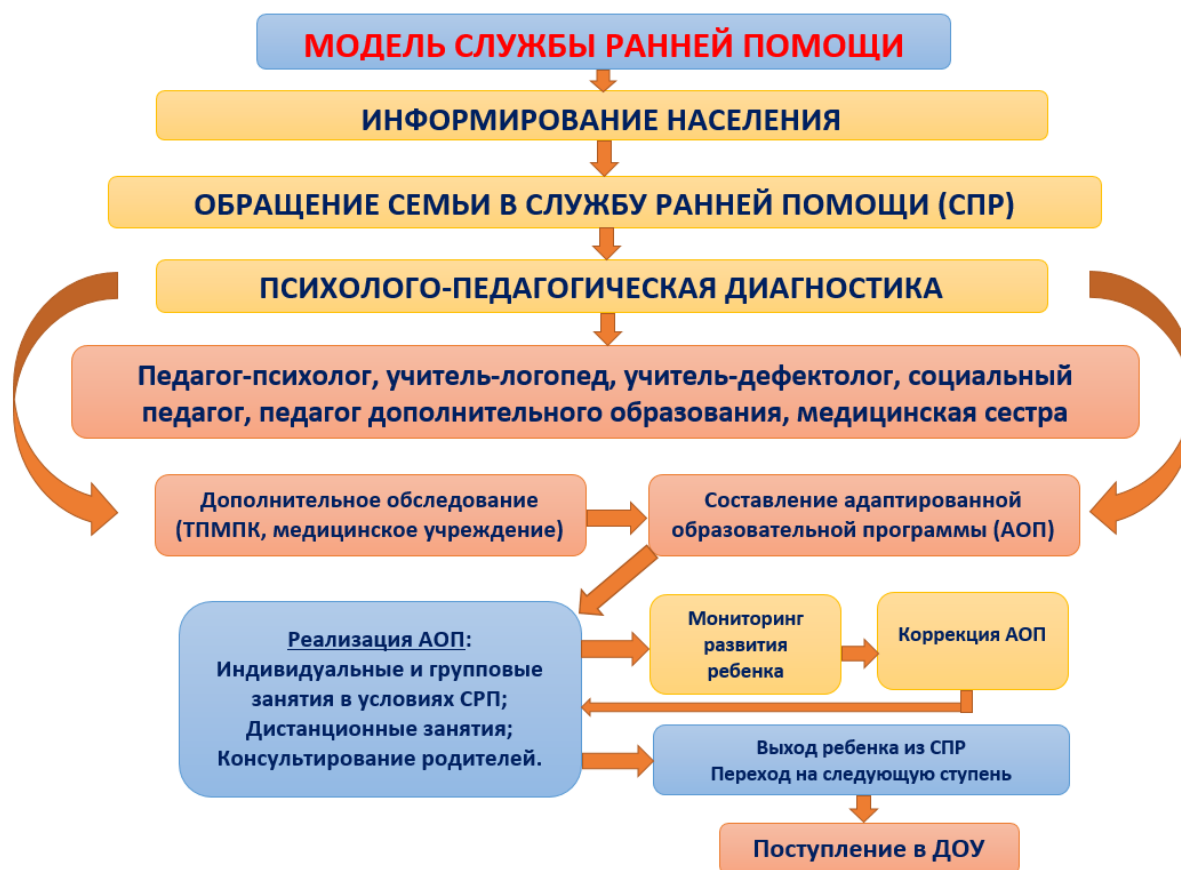 МОДЕЛЬ СЛУЖБЫ РАННЕЙ ПОМОЩИ
ИНФОРМИРОВАНИЕ НАСЕЛЕНИЯ
ОБРАЩЕНИЕ СЕМЬИ В СЛУЖБУ РАННЕЙ ПОМОЩИ (СПР)
ПСИХОЛОГО-ПЕДАГОГИЧЕСКАЯ ДИАГНОСТИКА
Педагог-психолог, учитель-логопед, учитель-дефектолог, социальный
педагог, педагог дополнительного образования, медицинская сестра
Дополнительное обследование
(ТПМПК, медицинское учреждение)
Составление адаптированной
образовательной программы (АОП)
Реализация АОП:
Индивидуальные и групповые
занятия в условиях СРП;
Дистанционные занятия;
Консультирование родителей.
Мониторинг
развития
ребенка
Коррекция АОП
Выход ребенка из СПР
Переход на следующую ступень
Поступление в ДОУ